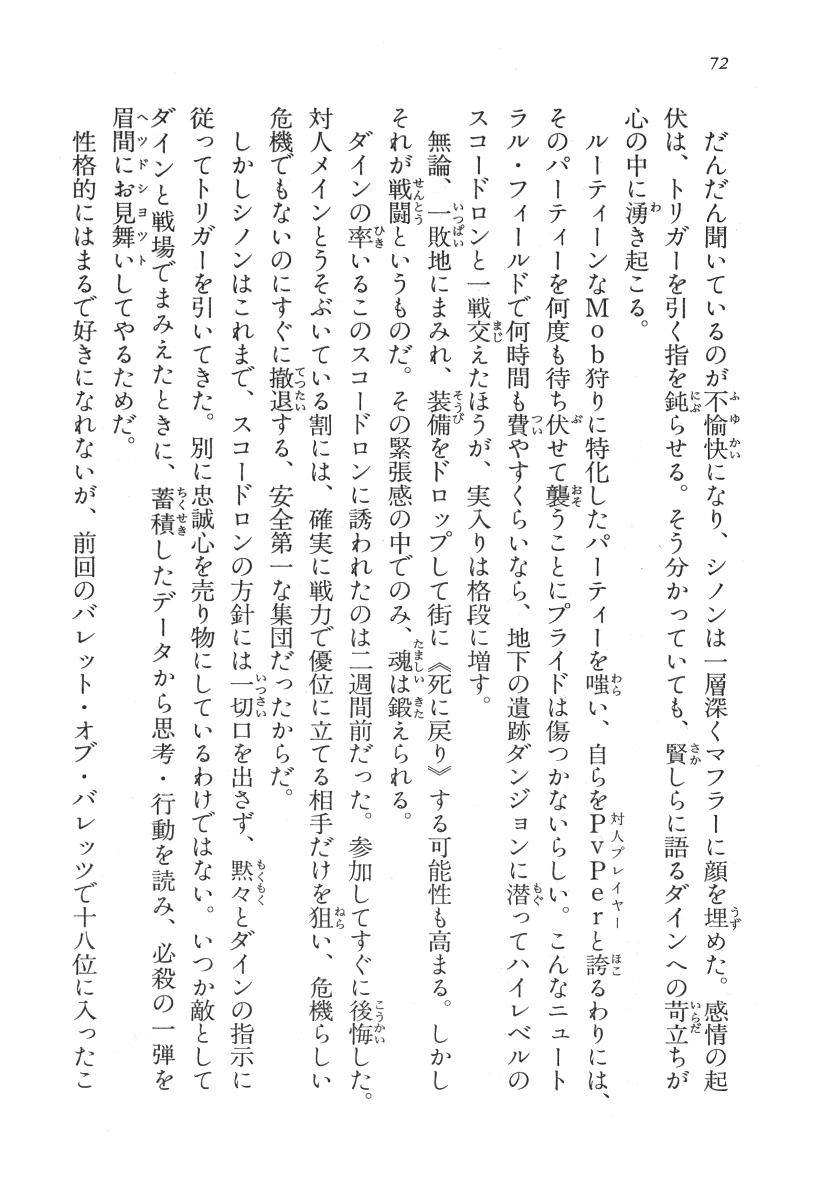 72
だんだん聞いているのが不愉快になり、シノンは一層深くマフラーに顔を埋めた。感情の起
伏は、トリガーを引く指を鈍らせる。そう分かっていても、賢しらに語るダインへの苛立ちが
心の中に湧き起こる。
ルーティーンなMob狩りに特化したパーティーを嗤い、自らをPvPerと誇るわりには、
そのパーティーを何度も待ち伏せて襲うことにプライドは傷つかないらしい。こんなニュート
ラル・フィールドで何時間も費やすくらいなら、地下の遺跡ダンジョンに潜ってハイレベルの
スコードロンと一戦交えたほうが、実入りは格段に増す。
無論、一敗地にまみれ、装備をドロップして街に《死に戻り》する可能性も高まる。しかし
それが戦闘というものだ。その緊張感の中でのみ、魂は鍛えられる。
ダインの率いるこのスコードロンに誘われたのは二週間前だった。参加してすぐに後悔した。
対人メインとうそぶいている割には、確実に戦力で優位に立てる相手だけを狙い、危機らしい
危機でもないのにすぐに撤退する、安全第一な集団だったからだ。
しかしシノンはこれまで、スコードロンの方針には一切口を出さず、黙々とダインの指示に
従ってトリガーを引いてきた。別に忠誠心を売り物にしているわけではない。いつか敵として
ダインと戦場でまみえたときに、蓄積したデータから思考・行動を読み、必殺の一弾を
眉間にお見舞いしてやるためだ。
性格的にはまるで好きになれないが、前回のバレット・オブ・バレッツで十八位に入ったこ